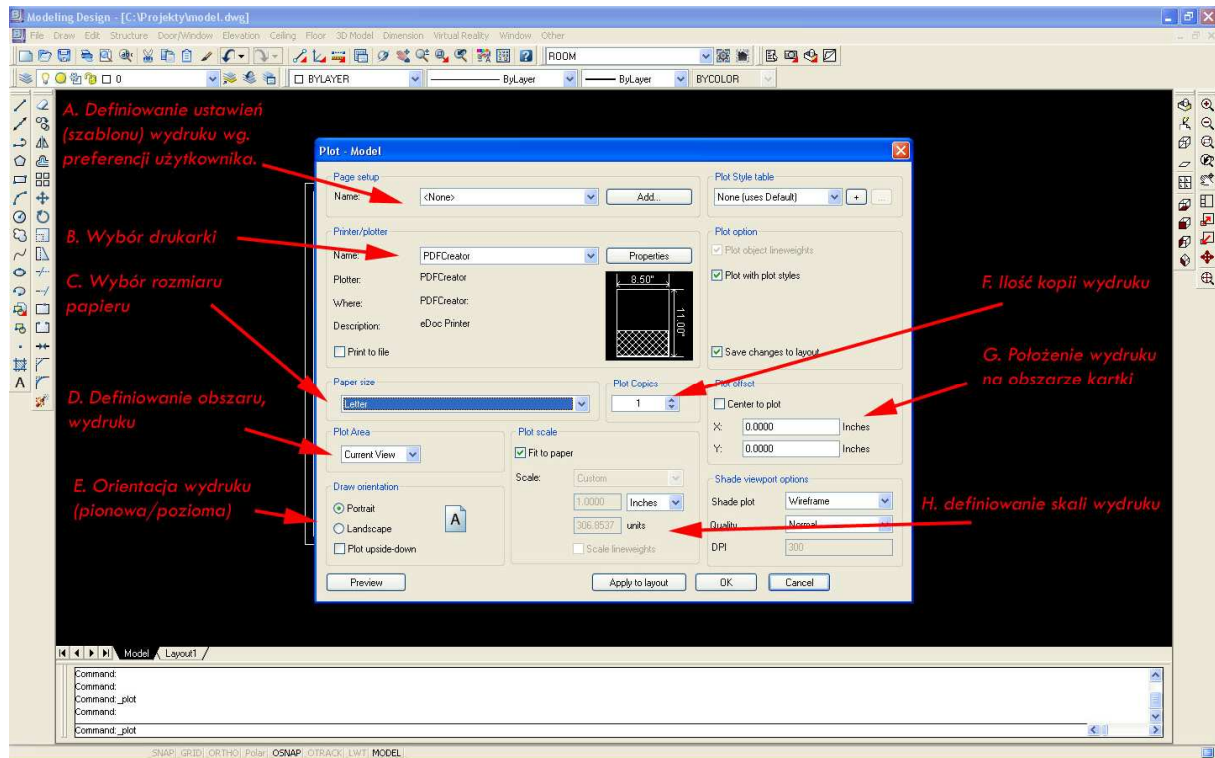 Modeling Design - [C:\Projekty\model.dwg]
File Draw Edit Structure Door/Window Elevation Ceiling Floor 3D Model Dimension Virtual Reality Window Other
ROOM
0 BYLAYER ByLayer ByLayer BYCOLOR
A. Definiowanie ustawień
(szablonu) wydruku wg.
preferencji użytkownika.
B. Wybór drukarki
C. Wybór rozmiaru
papieru
D. Definiowanie obszaru,
wydruku
E. Orientacja wydruku
(pionowa/pozioma)
Plot - Model
Page setup
Name: <None> Add...
Plot Style table
None (uses Default) + ...
Printer/plotter
Name: PDFCreator Properties
Plotter: PDFCreator
Where: PDFCreator:
Description: eDoc Printer
Print to file
8.50"
11.00"
Plot option
Plot object lineweights
Plot with plot styles
Save changes to layout
Paper size
Letter
Plot Copies
1
Plot offset
Center to plot
X: 0.0000 Inches
Y: 0.0000 Inches
Plot Area
Current View
Plot scale
Fit to paper
Scale: Custom
1.0000 Inches
306.8537 units
Scale lineweights
Draw orientation
Portrait
Landscape
Plot upside-down
A
Shade viewport options
Shade plot Wireframe
Quality Normal
DPI 300
Preview Apply to layout OK Cancel
F. Ilość kopii wydruku
G. Położenie wydruku
na obszarze kartki
H. definiowanie skali wydruku
Model Layout1
Command:
Command:
Command:_plot
Command:
Command:_plot
SNAP GRID ORTHO Polar OSNAP OTRACK LWT MODEL